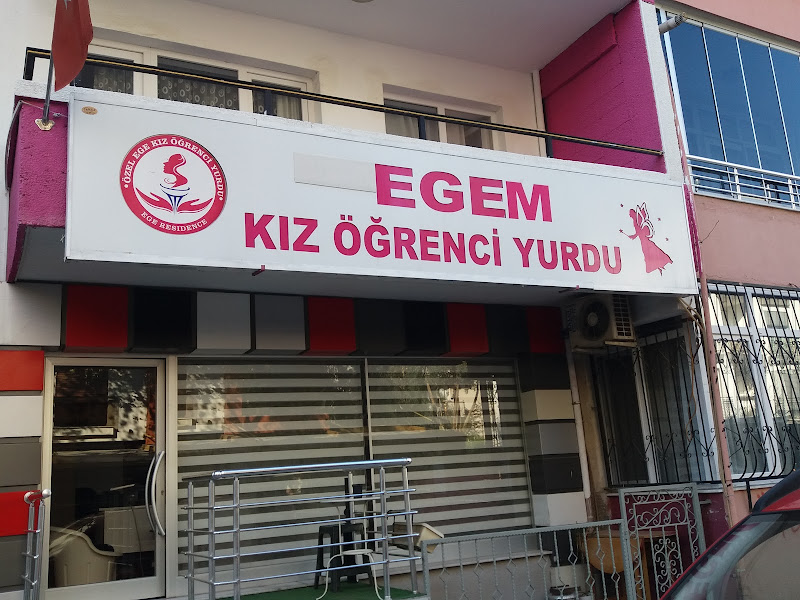 ÖZEL EGE KIZ ÖĞRENCİ YURDU
EGE RESIDENCE
EGEM
KIZ ÖĞRENCİ YURDU